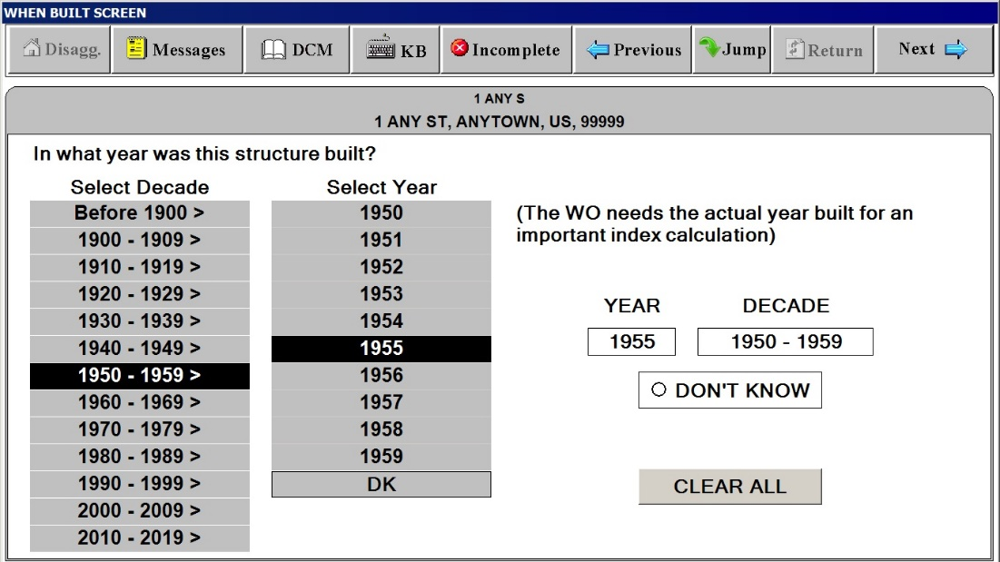 WHEN BUILT SCREEN
Disagg. Messages DCM KB Incomplete Previous Jump Return Next
1 ANY S
1 ANY ST, ANYTOWN, US, 99999
In what year was this structure built?
Select Decade
Before 1900 >
1900 - 1909 >
1910 - 1919 >
1920 - 1929 >
1930 - 1939 >
1940 - 1949 >
1950 - 1959 >
1960 - 1969 >
1970 - 1979 >
1980 - 1989 >
1990 - 1999 >
2000 - 2009 >
2010 - 2019 >
Select Year
1950
1951
1952
1953
1954
1955
1956
1957
1958
1959
DK
(The WO needs the actual year built for an
important index calculation)
YEAR DECADE
1955 1950 - 1959
DON'T KNOW
CLEAR ALL